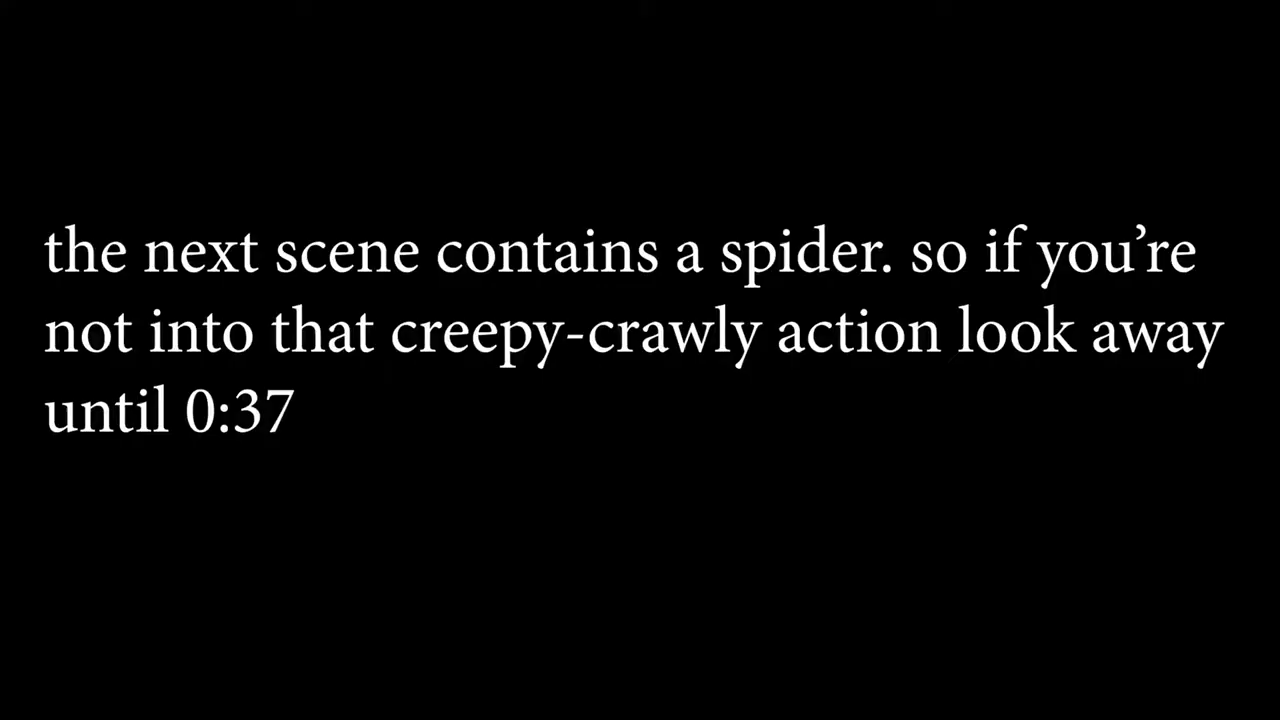 the next scene contains a spider. so if you’re
not into that creepy-crawly action look away
until 0:37